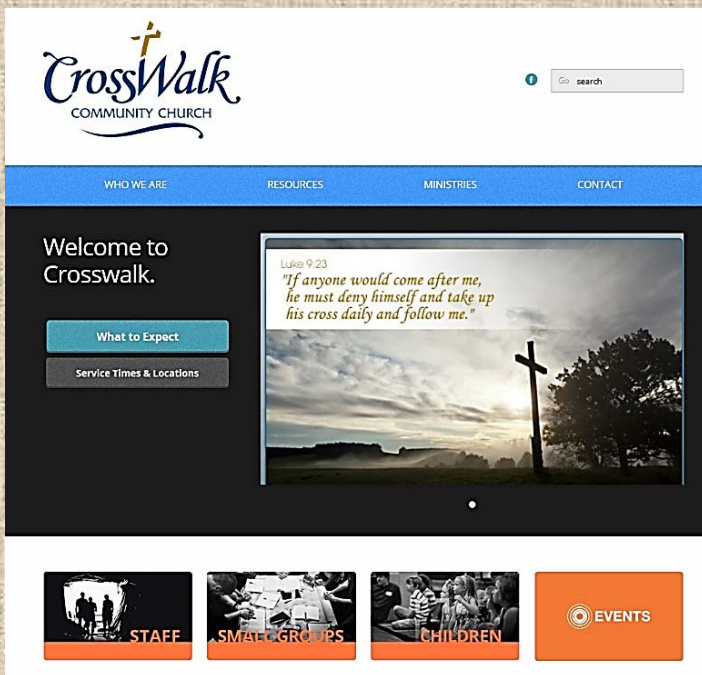 CrossWalk
COMMUNITY CHURCH
Go search
WHO WE ARE RESOURCES MINISTRIES CONTACT
Welcome to
Crosswalk.
What to Expect
Service Times & Locations
Luke 9:23
"If anyone would come after me,
he must deny himself and take up
his cross daily and follow me."
STAFF
SMALL GROUPS
CHILDREN
EVENTS